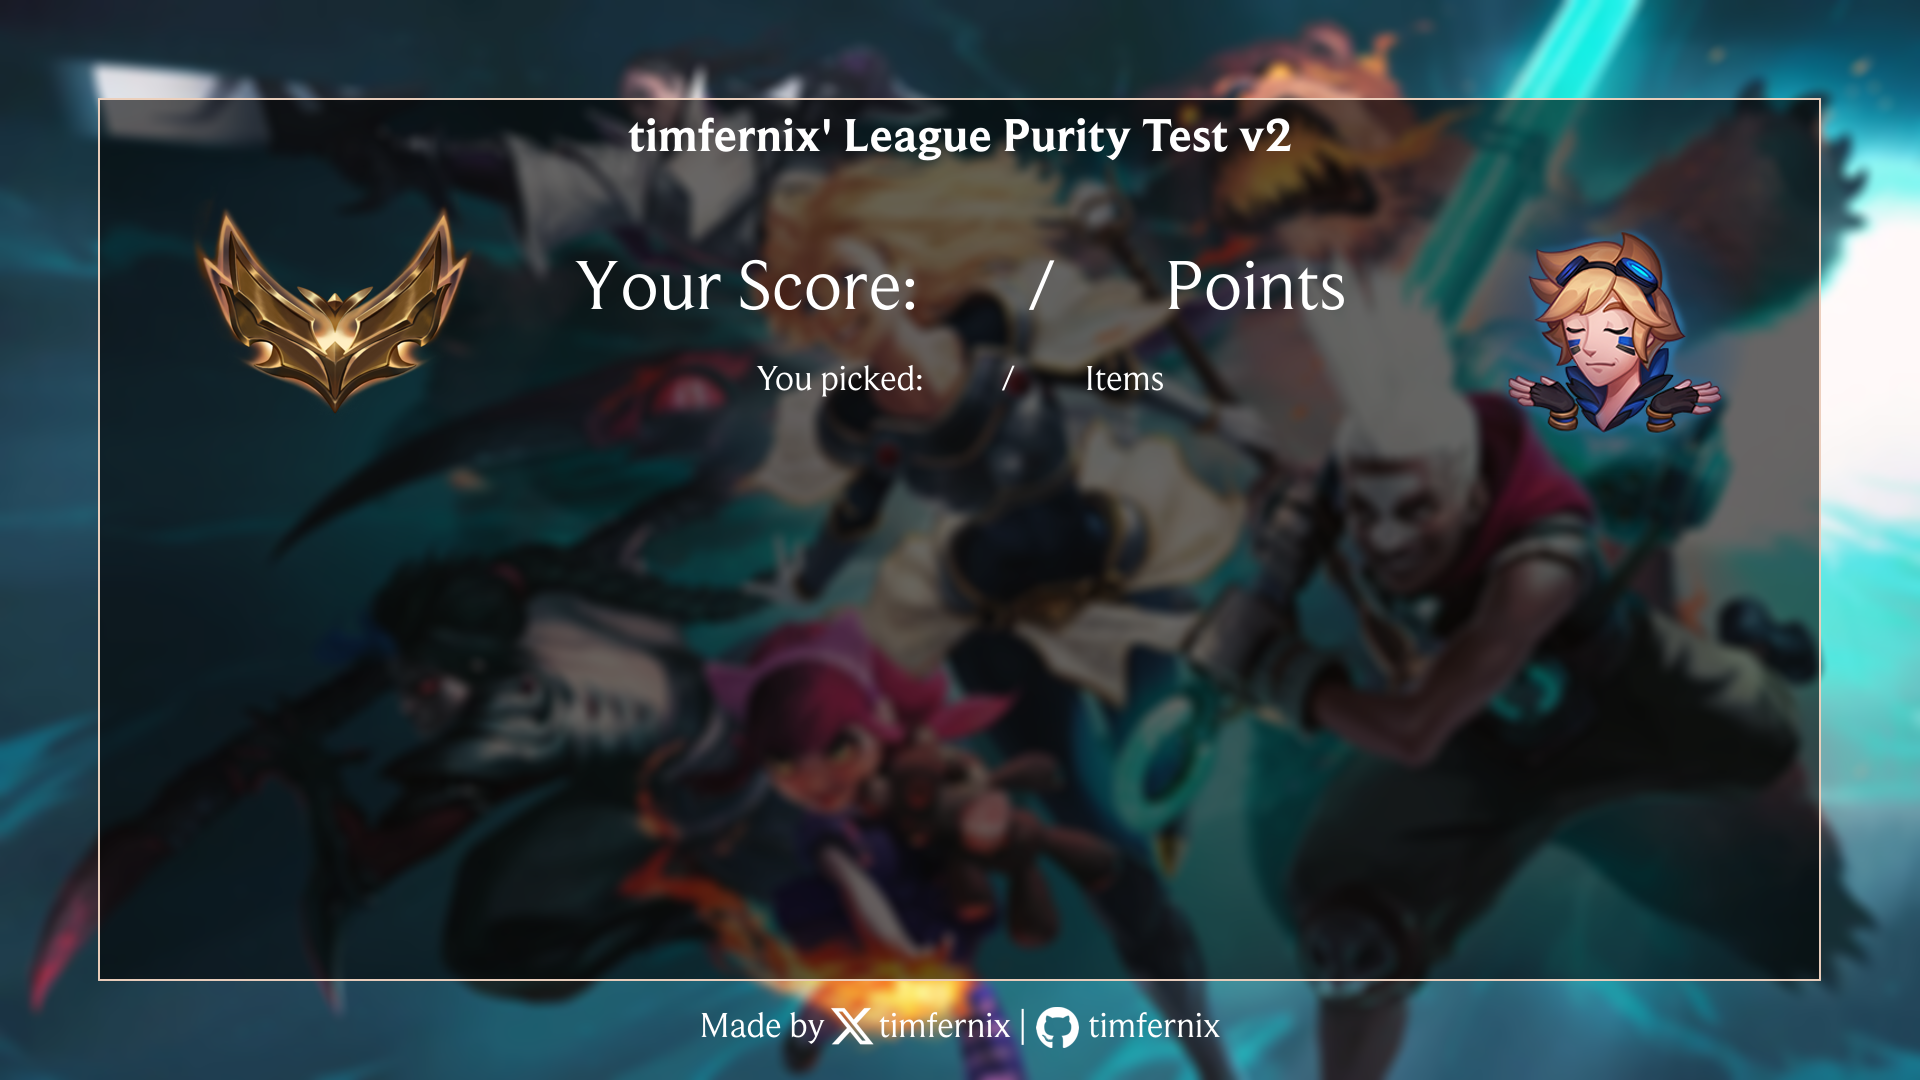 timfernix' League Purity Test v2
Your Score: / Points
You picked: / Items
Made by timfernix | timfernix